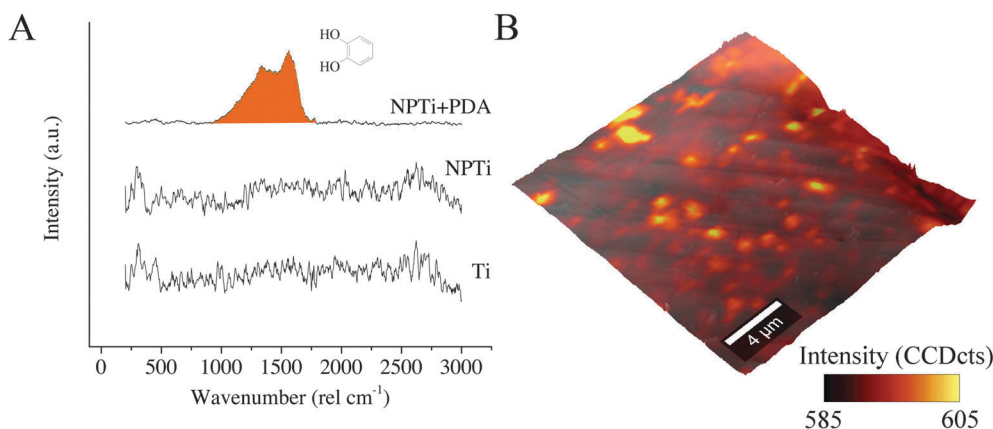 A
HO
HO
NPTi+PDA
NPTi
Ti
Intensity (a.u.)
0 500 1000 1500 2000 2500 3000
Wavenumber (rel cm⁻¹)
B
4 µm
Intensity (CCDcts)
585 605